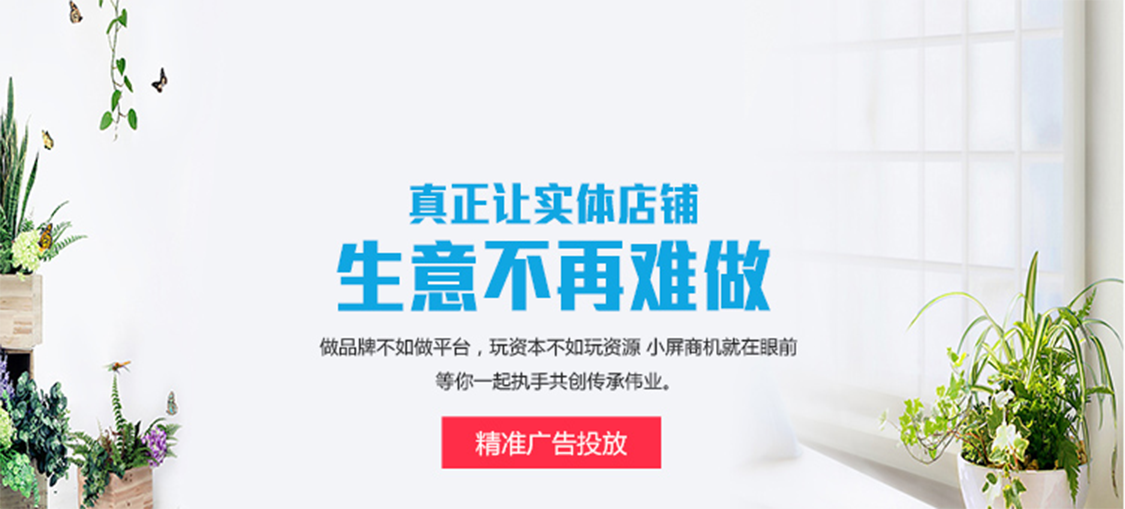 真正让实体店铺
生意不再难做
做品牌不如做平台，玩资本不如玩资源 小屏商机就在眼前
等你一起执手共创传承伟业。
精准广告投放